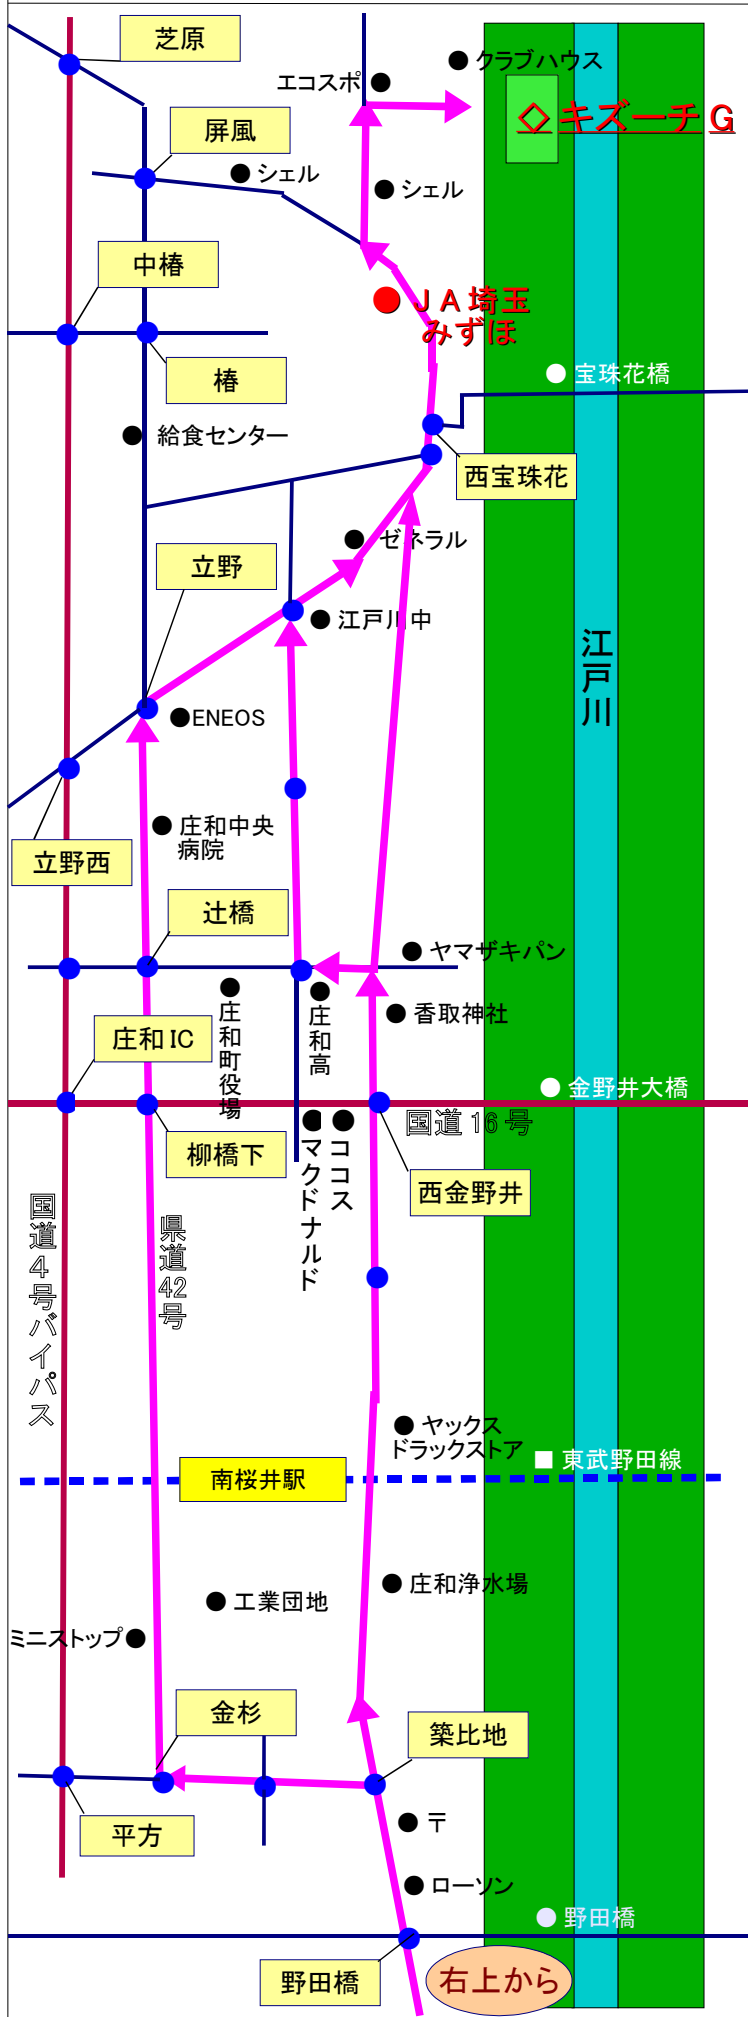 芝原
クラブハウス
エコスポ
◇キズーチG
屏風
シェル
シェル
中椿
JA埼玉
みずほ
椿
宝珠花橋
給食センター
西宝珠花
ゼネラル
立野
江戸川中
江戸川
ENEOS
庄和中央
病院
立野西
辻橋
ヤマザキパン
庄和町役場
庄和高
香取神社
庄和IC
金野井大橋
国道16号
マクドナルド
ココス
柳橋下
西金野井
国道4号バイパス
県道42号
ヤックス
ドラックストア
東武野田線
南桜井駅
庄和浄水場
工業団地
ミニストップ
金杉
築比地
平方
〒
ローソン
野田橋
野田橋
右上から